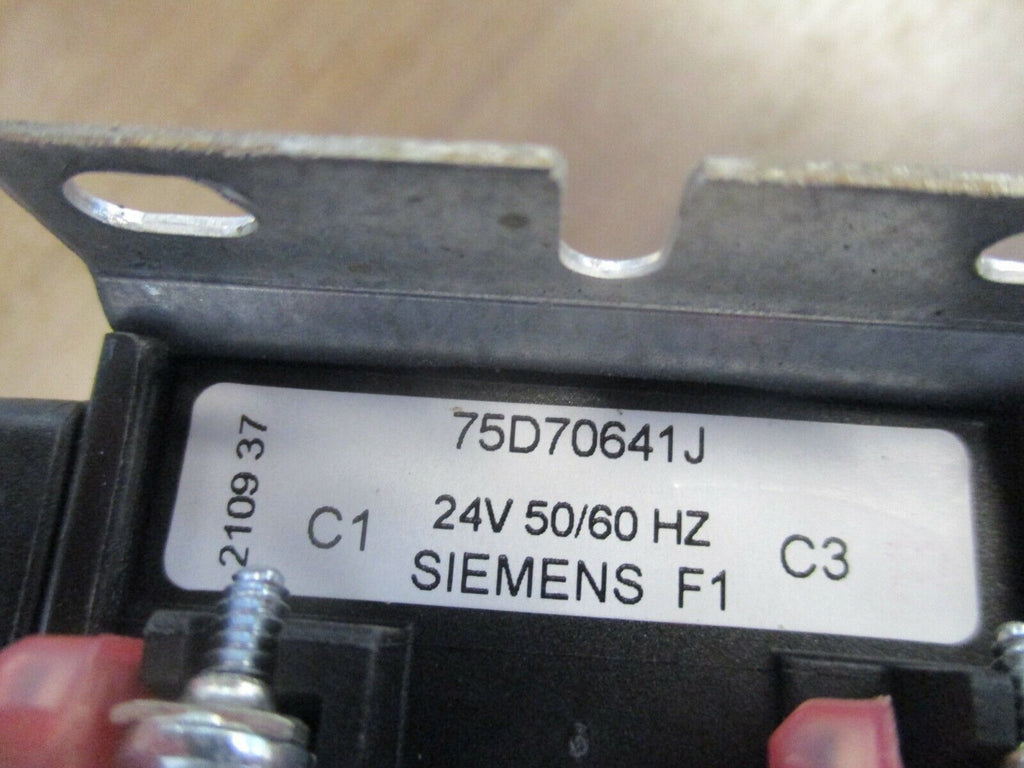 75D70641J
2109 37
C1
24V 50/60 HZ
C3
SIEMENS F1